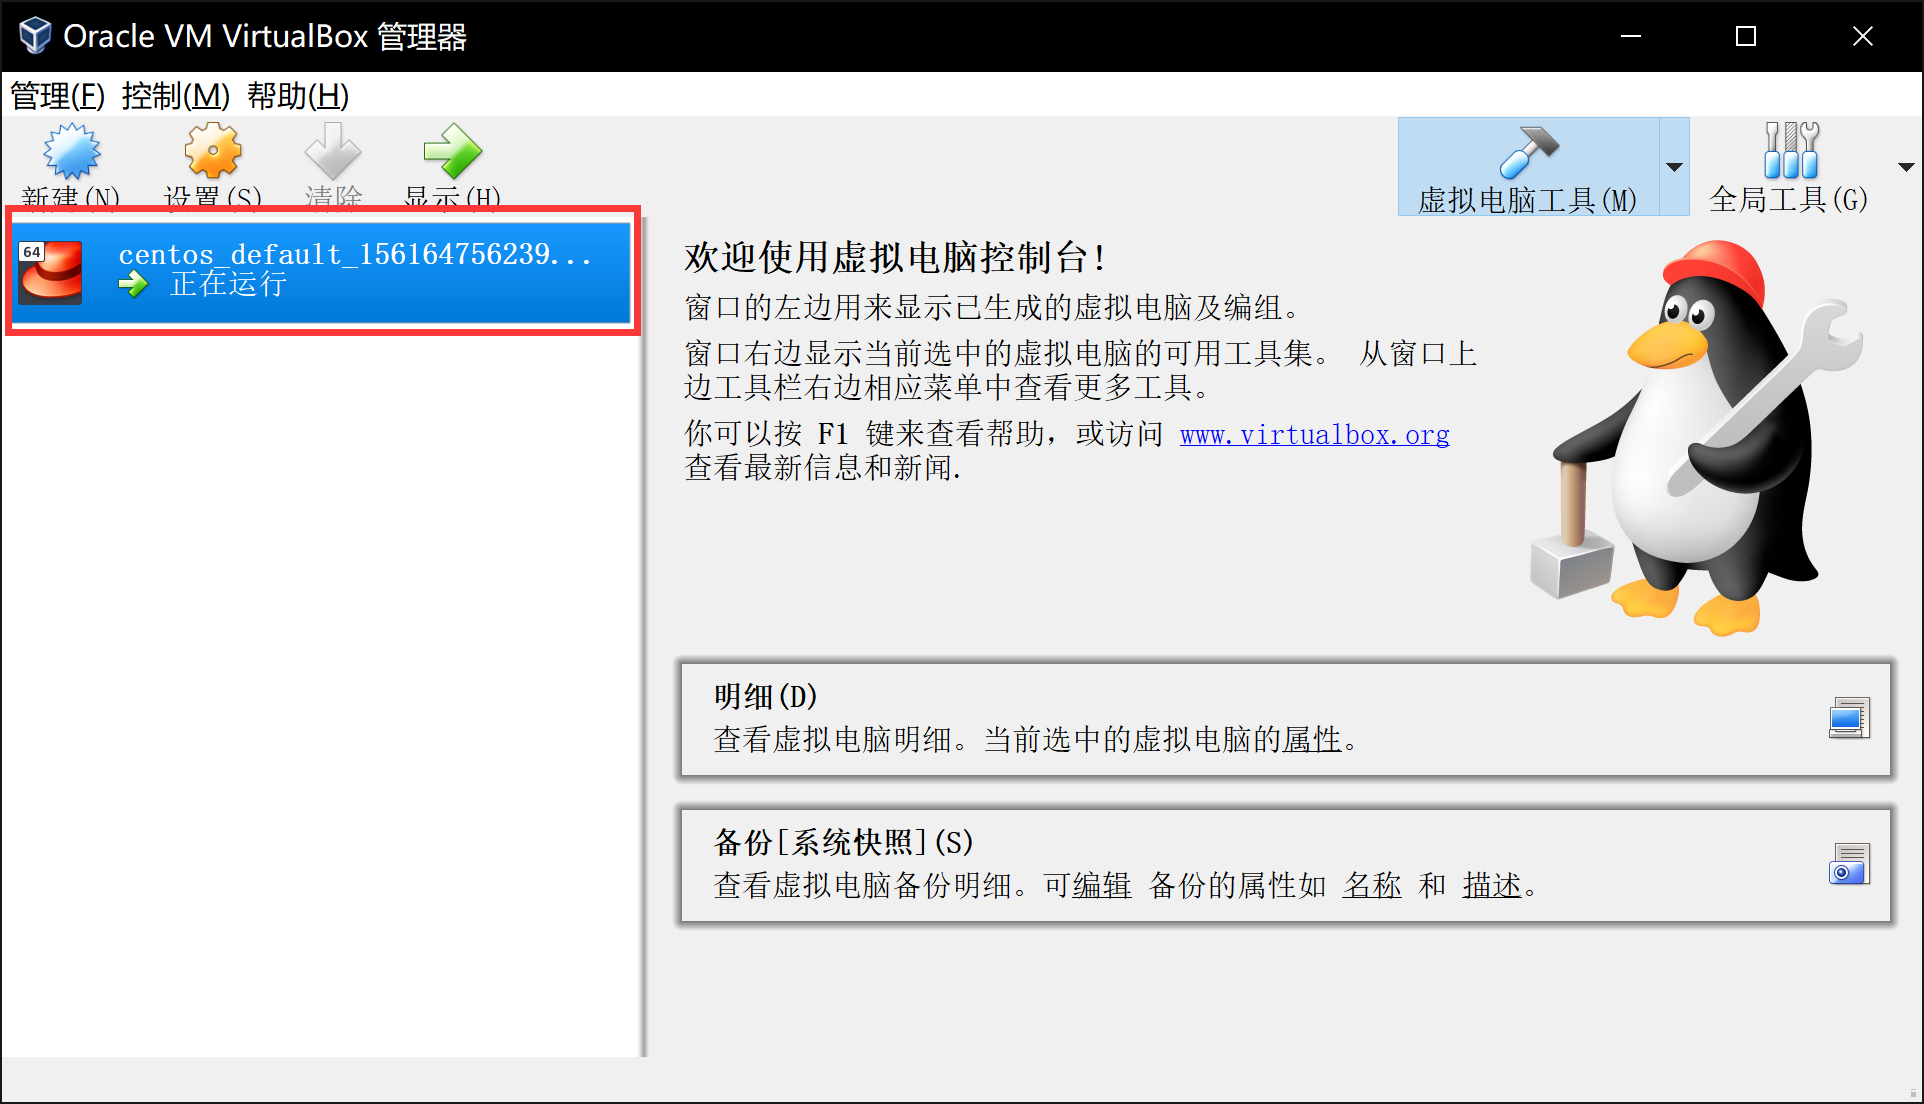 Oracle VM VirtualBox 管理器
管理(F) 控制(M) 帮助(H)
新建(N) 设置(S) 清除 显示(H) 虚拟电脑工具(M) 全局工具(G)
64
centos_default_156164756239...
正在运行
欢迎使用虚拟电脑控制台!
窗口的左边用来显示已生成的虚拟电脑及编组。
窗口右边显示当前选中的虚拟电脑的可用工具集。 从窗口上
边工具栏右边相应菜单中查看更多工具。
你可以按 F1 键来查看帮助，或访问 www.virtualbox.org
查看最新信息和新闻.
明细(D)
查看虚拟电脑明细。当前选中的虚拟电脑的属性。
备份[系统快照](S)
查看虚拟电脑备份明细。可编辑 备份的属性如 名称 和 描述。